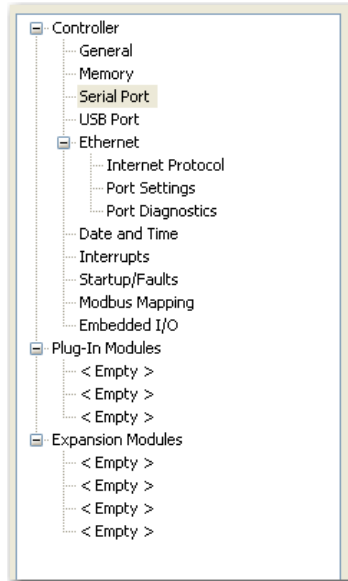 Controller
General
Memory
Serial Port
USB Port
Ethernet
Internet Protocol
Port Settings
Port Diagnostics
Date and Time
Interrupts
Startup/Faults
Modbus Mapping
Embedded I/O
Plug-In Modules
< Empty >
< Empty >
< Empty >
Expansion Modules
< Empty >
< Empty >
< Empty >
< Empty >